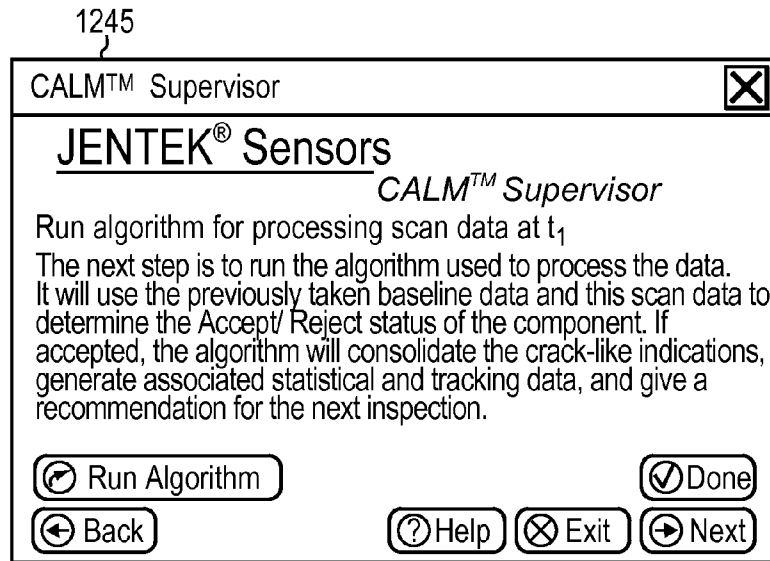 1245
CALM™ Supervisor
JENTEK® Sensors
CALM™ Supervisor
Run algorithm for processing scan data at t₁
The next step is to run the algorithm used to process the data.
It will use the previously taken baseline data and this scan data to
determine the Accept/ Reject status of the component. If
accepted, the algorithm will consolidate the crack-like indications,
generate associated statistical and tracking data, and give a
recommendation for the next inspection.
Run Algorithm Done
Back Help Exit Next